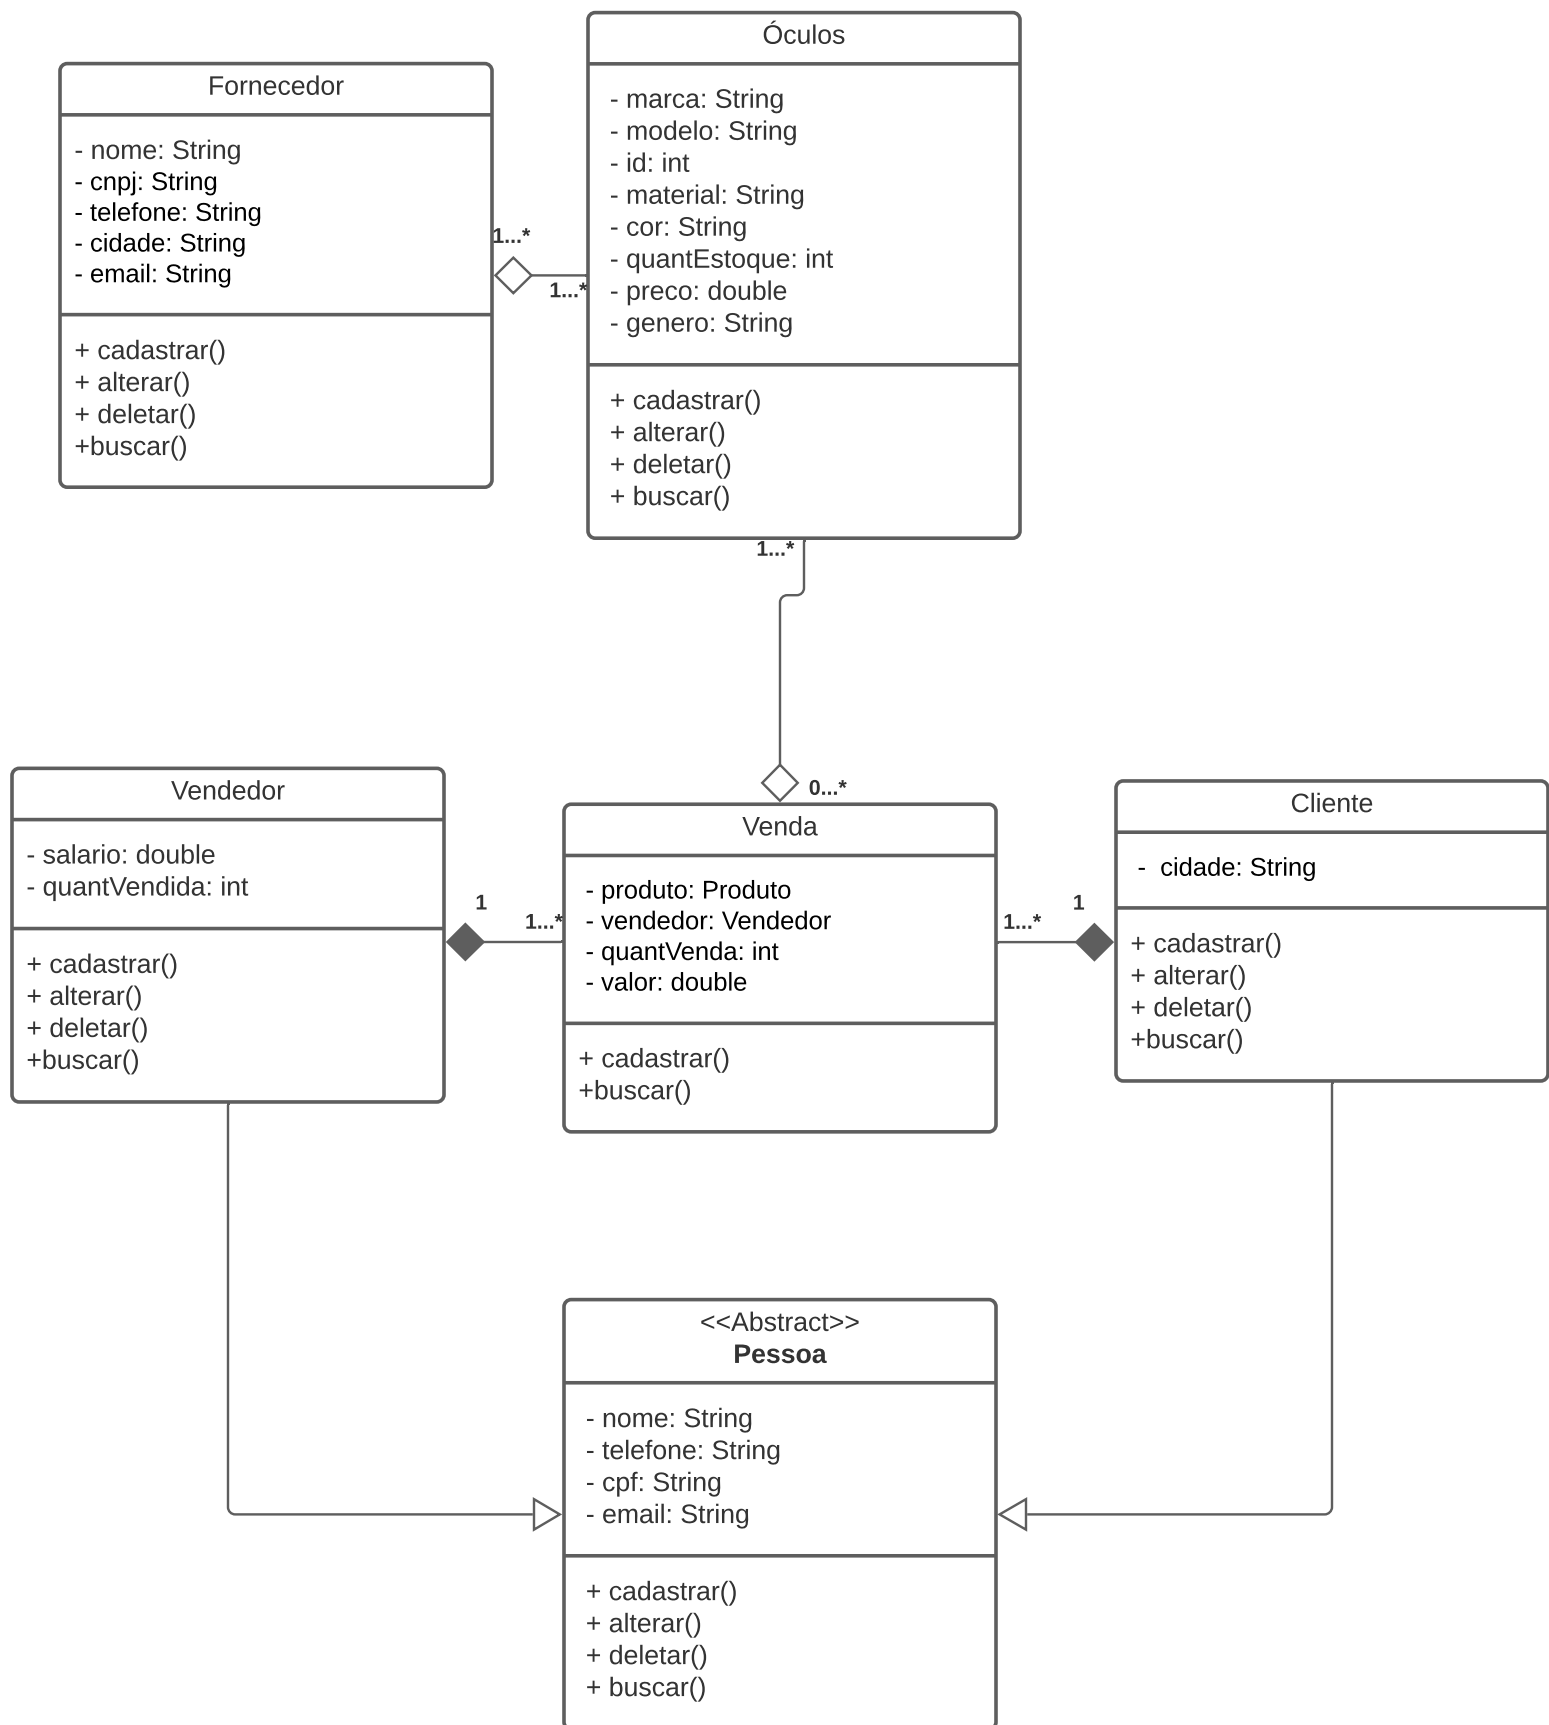 Óculos
- marca: String
- modelo: String
- id: int
- material: String
- cor: String
- quantEstoque: int
- preco: double
- genero: String
+ cadastrar()
+ alterar()
+ deletar()
+ buscar()
Fornecedor
- nome: String
- cnpj: String
- telefone: String
- cidade: String
- email: String
+ cadastrar()
+ alterar()
+ deletar()
+buscar()
1...*
1...*
1...*
0...*
Vendedor
- salario: double
- quantVendida: int
+ cadastrar()
+ alterar()
+ deletar()
+buscar()
1
1...*
Venda
- produto: Produto
- vendedor: Vendedor
- quantVenda: int
- valor: double
+ cadastrar()
+buscar()
1...*
1
Cliente
- cidade: String
+ cadastrar()
+ alterar()
+ deletar()
+buscar()
<<Abstract>>
Pessoa
- nome: String
- telefone: String
- cpf: String
- email: String
+ cadastrar()
+ alterar()
+ deletar()
+ buscar()